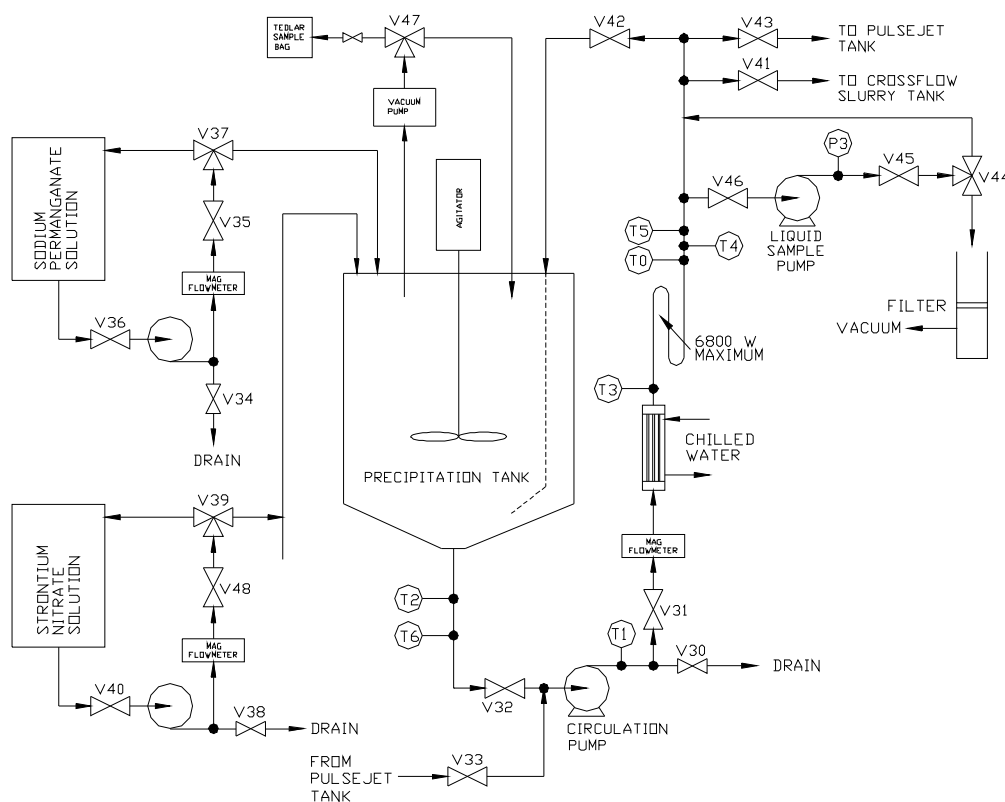 TEDLAR
SAMPLE
BAG
V47
V42
V43
TO PULSEJET
TANK
V41
TO CROSSFLOW
SLURRY TANK
VACUUM
PUMP
V37
SODIUM
PERMANGANATE
SOLUTION
V35
MAG
FLOWMETER
V36
V34
DRAIN
AGITATOR
P3
V45
V44
V46
LIQUID
SAMPLE
PUMP
T5
T4
T0
FILTER
VACUUM
6800 W
MAXIMUM
T3
CHILLED
WATER
PRECIPITATION TANK
V39
STRONTIUM
NITRATE
SOLUTION
V48
MAG
FLOWMETER
V40
V38
DRAIN
MAG
FLOWMETER
V31
T2
T6
T1
V30
DRAIN
V32
CIRCULATION
PUMP
FROM
PULSEJET
TANK
V33